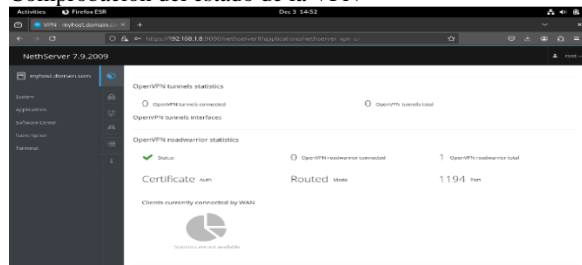 Comprobación del estado de la VPN
Activities Firefox ESR Dec 3 14:52
VPN - myhost.domain.com
https://192.168.1.8:9090/nethserver#/applications/nethserver-vpn-ui
NethServer 7.9.2009 root
myhost.domain.com
System
Applications
Software Center
Subscription
Terminal
OpenVPN tunnels statistics
0 OpenVPN tunnels connected 0 OpenVPN tunnels total
OpenVPN tunnels interfaces
OpenVPN roadwarrior statistics
Status 0 OpenVPN roadwarrior connected 1 OpenVPN roadwarrior total
Certificate Auth Routed Mode 1194 Port
Clients currently connected by WAN
Statistics are not available